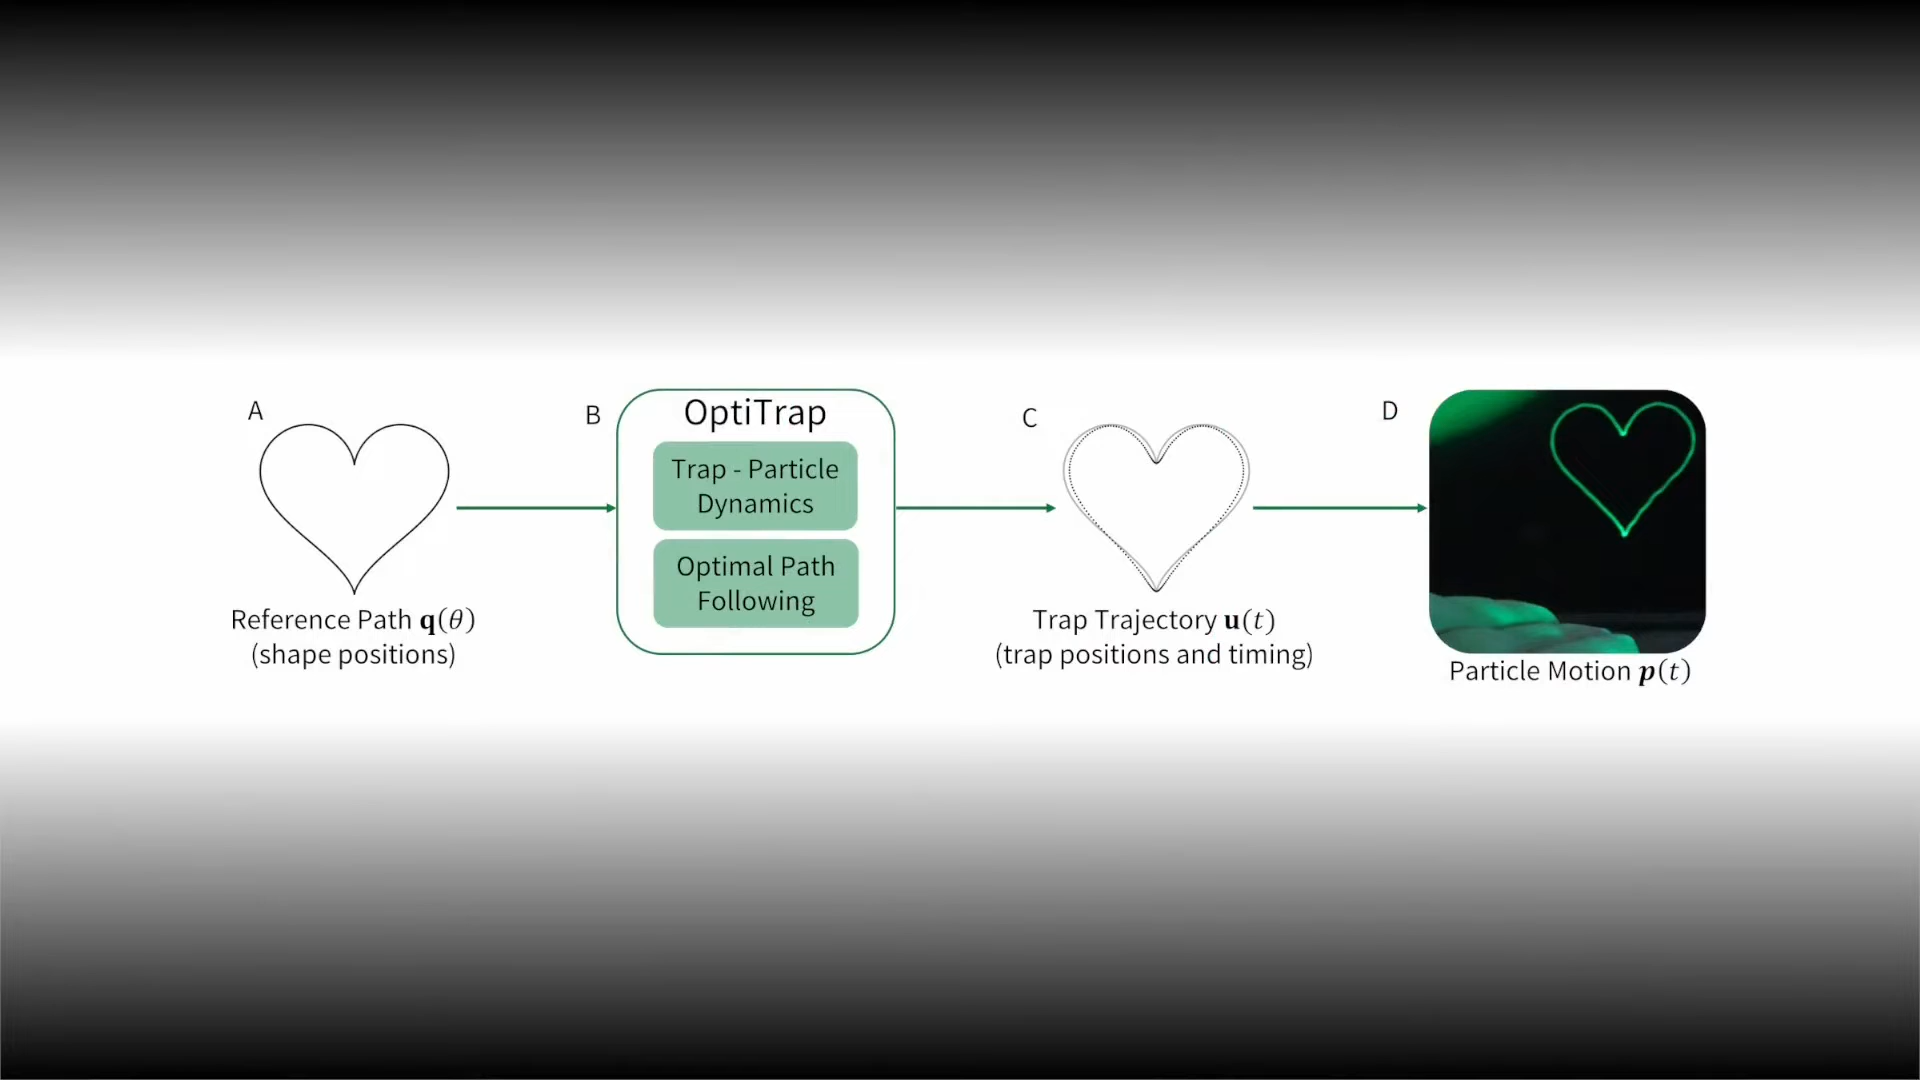 A
Reference Path q(θ)
(shape positions)
B
OptiTrap
Trap - Particle
Dynamics
Optimal Path
Following
C
Trap Trajectory u(t)
(trap positions and timing)
D
Particle Motion p(t)